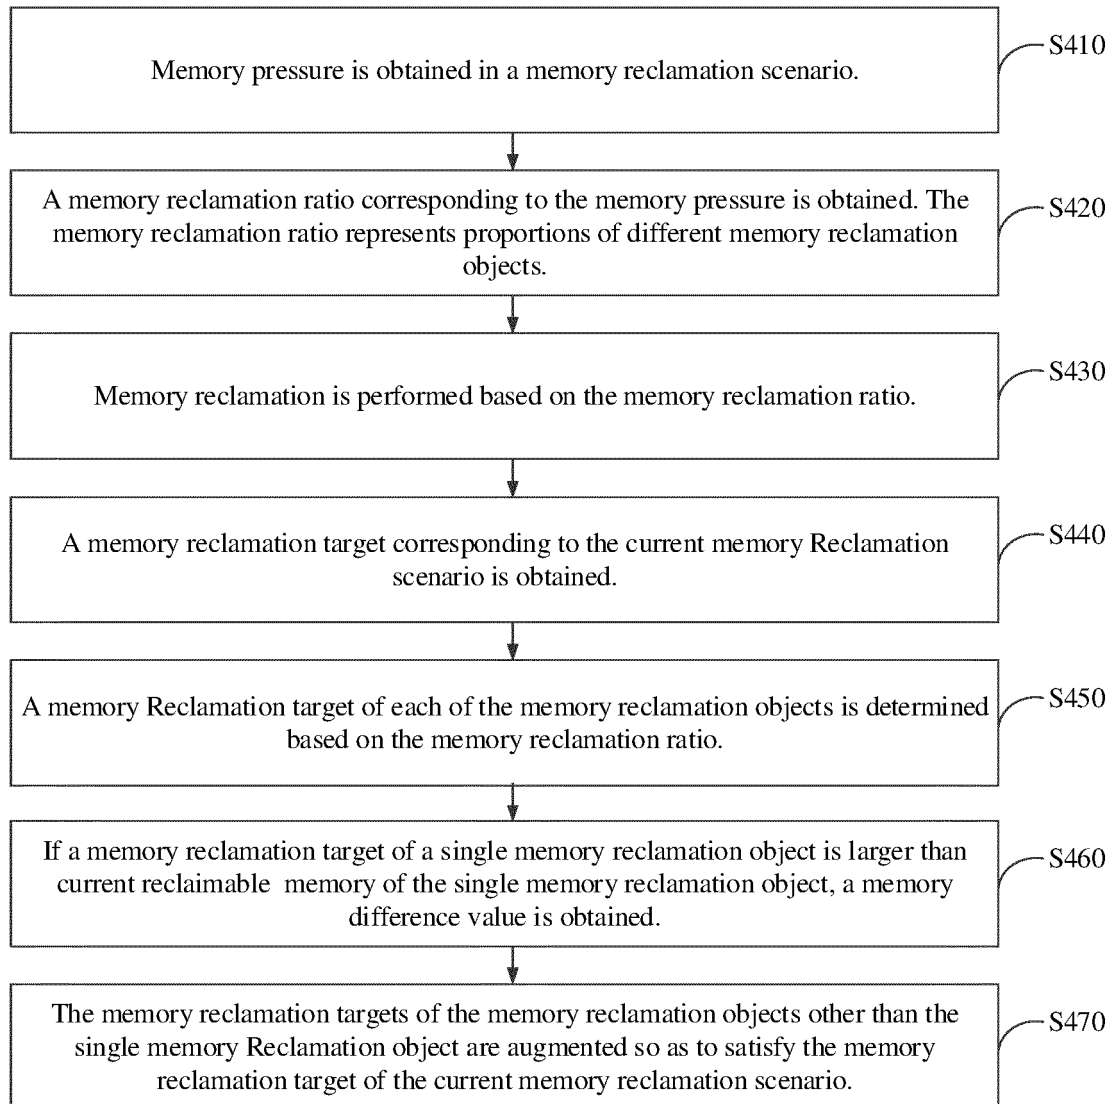 Memory pressure is obtained in a memory reclamation scenario.
S410
A memory reclamation ratio corresponding to the memory pressure is obtained. The
memory reclamation ratio represents proportions of different memory reclamation
objects.
S420
Memory reclamation is performed based on the memory reclamation ratio.
S430
A memory reclamation target corresponding to the current memory Reclamation
scenario is obtained.
S440
A memory Reclamation target of each of the memory reclamation objects is determined
based on the memory reclamation ratio.
S450
If a memory reclamation target of a single memory reclamation object is larger than
current reclaimable memory of the single memory reclamation object, a memory
difference value is obtained.
S460
The memory reclamation targets of the memory reclamation objects other than the
single memory Reclamation object are augmented so as to satisfy the memory
reclamation target of the current memory reclamation scenario.
S470